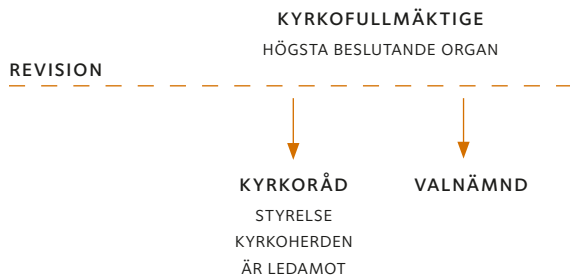 KYRKOFULLMÄKTIGE
HÖGSTA BESLUTANDE ORGAN
REVISION
KYRKORÅD
STYRELSE
KYRKOHERDEN
ÄR LEDAMOT
VALNÄMND